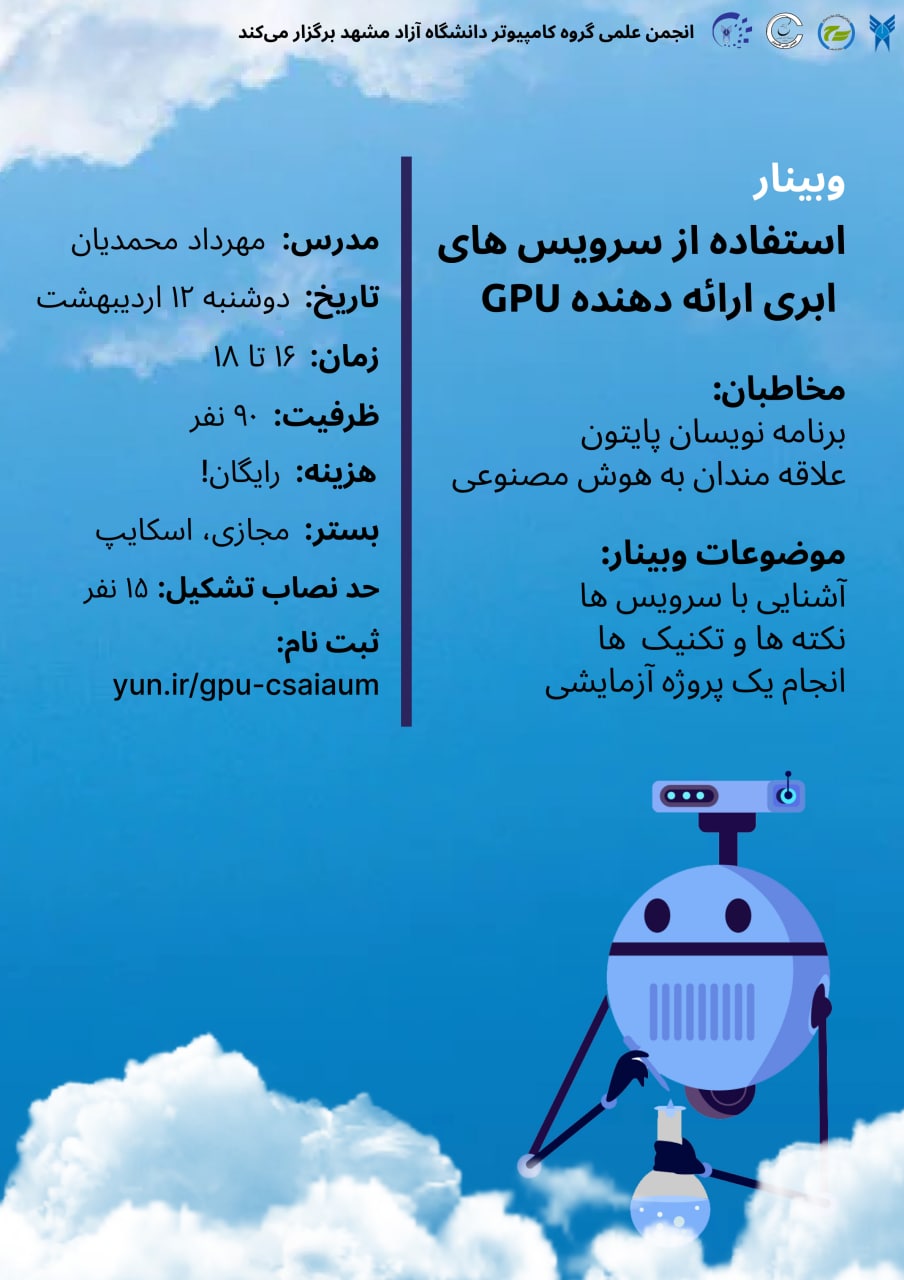 انجمن علمی گروه کامپیوتر دانشگاه آزاد مشهد برگزار می‌کند
وبینار
استفاده از سرویس های
ابری ارائه دهنده GPU
مخاطبان:
برنامه نویسان پایتون
علاقه مندان به هوش مصنوعی
موضوعات وبینار:
آشنایی با سرویس ها
نکته ها و تکنیک ها
انجام یک پروژه آزمایشی
مدرس: مهرداد محمدیان
تاریخ: دوشنبه ۱۲ اردیبهشت
زمان: ۱۶ تا ۱۸
ظرفیت: ۹۰ نفر
هزینه: رایگان!
بستر: مجازی، اسکایپ
حد نصاب تشکیل: ۱۵ نفر
ثبت نام:
yun.ir/gpu-csaiaum